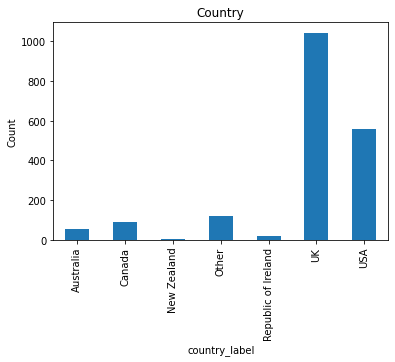 Country
Count
1000
800
600
400
200
0
Australia
Canada
New Zealand
Other
Republic of Ireland
UK
USA
country_label